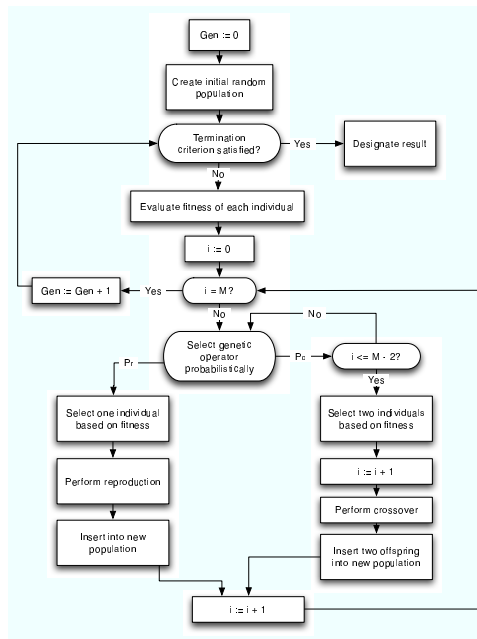 Gen := 0
Create initial random
population
Termination
criterion satisfied?
Yes
Designate result
No
Evaluate fitness of each individual
i := 0
Gen := Gen + 1
Yes
i = M?
No
No
Select genetic
operator
probabilistically
Pr
Pc
i <= M - 2?
Yes
Select one individual
based on fitness
Select two individuals
based on fitness
Perform reproduction
i := i + 1
Perform crossover
Insert into new
population
Insert two offspring
into new population
i := i + 1